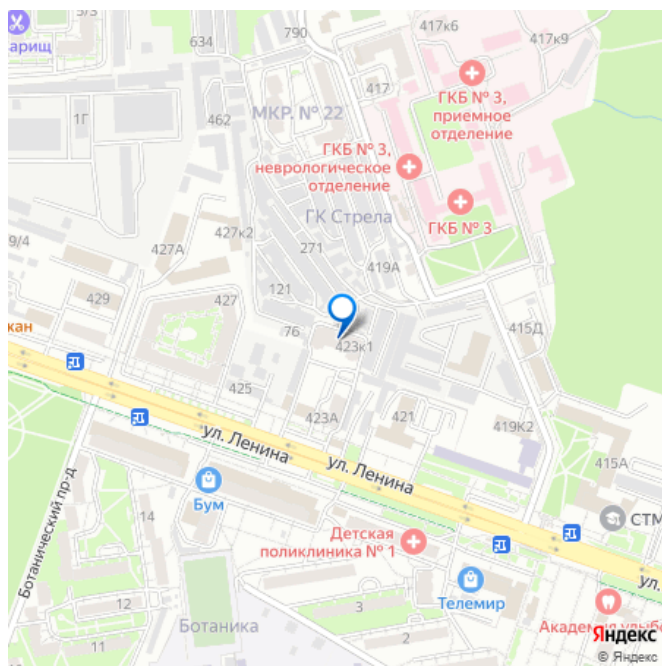 5/3
арищ
634
790
417к6
417к9
1Г
462
МКР. № 22
417
ГКБ № 3,
приемное
отделение
ГКБ № 3,
неврологическое
отделение
ГКБ № 3
ГК Стрела
9/4
427А
427к2
271
419А
429
427
121
кан
76
423к1
415Д
425
423А
421
419К2
ул. Ленина
ул. Ленина
415А
Ботанический пр-д
Бум
СТМ
14
Детская
поликлиника № 1
ул.
12
3
Телемир
Ботаника
2
Академия улыбо
Яндекс
© Яндекс